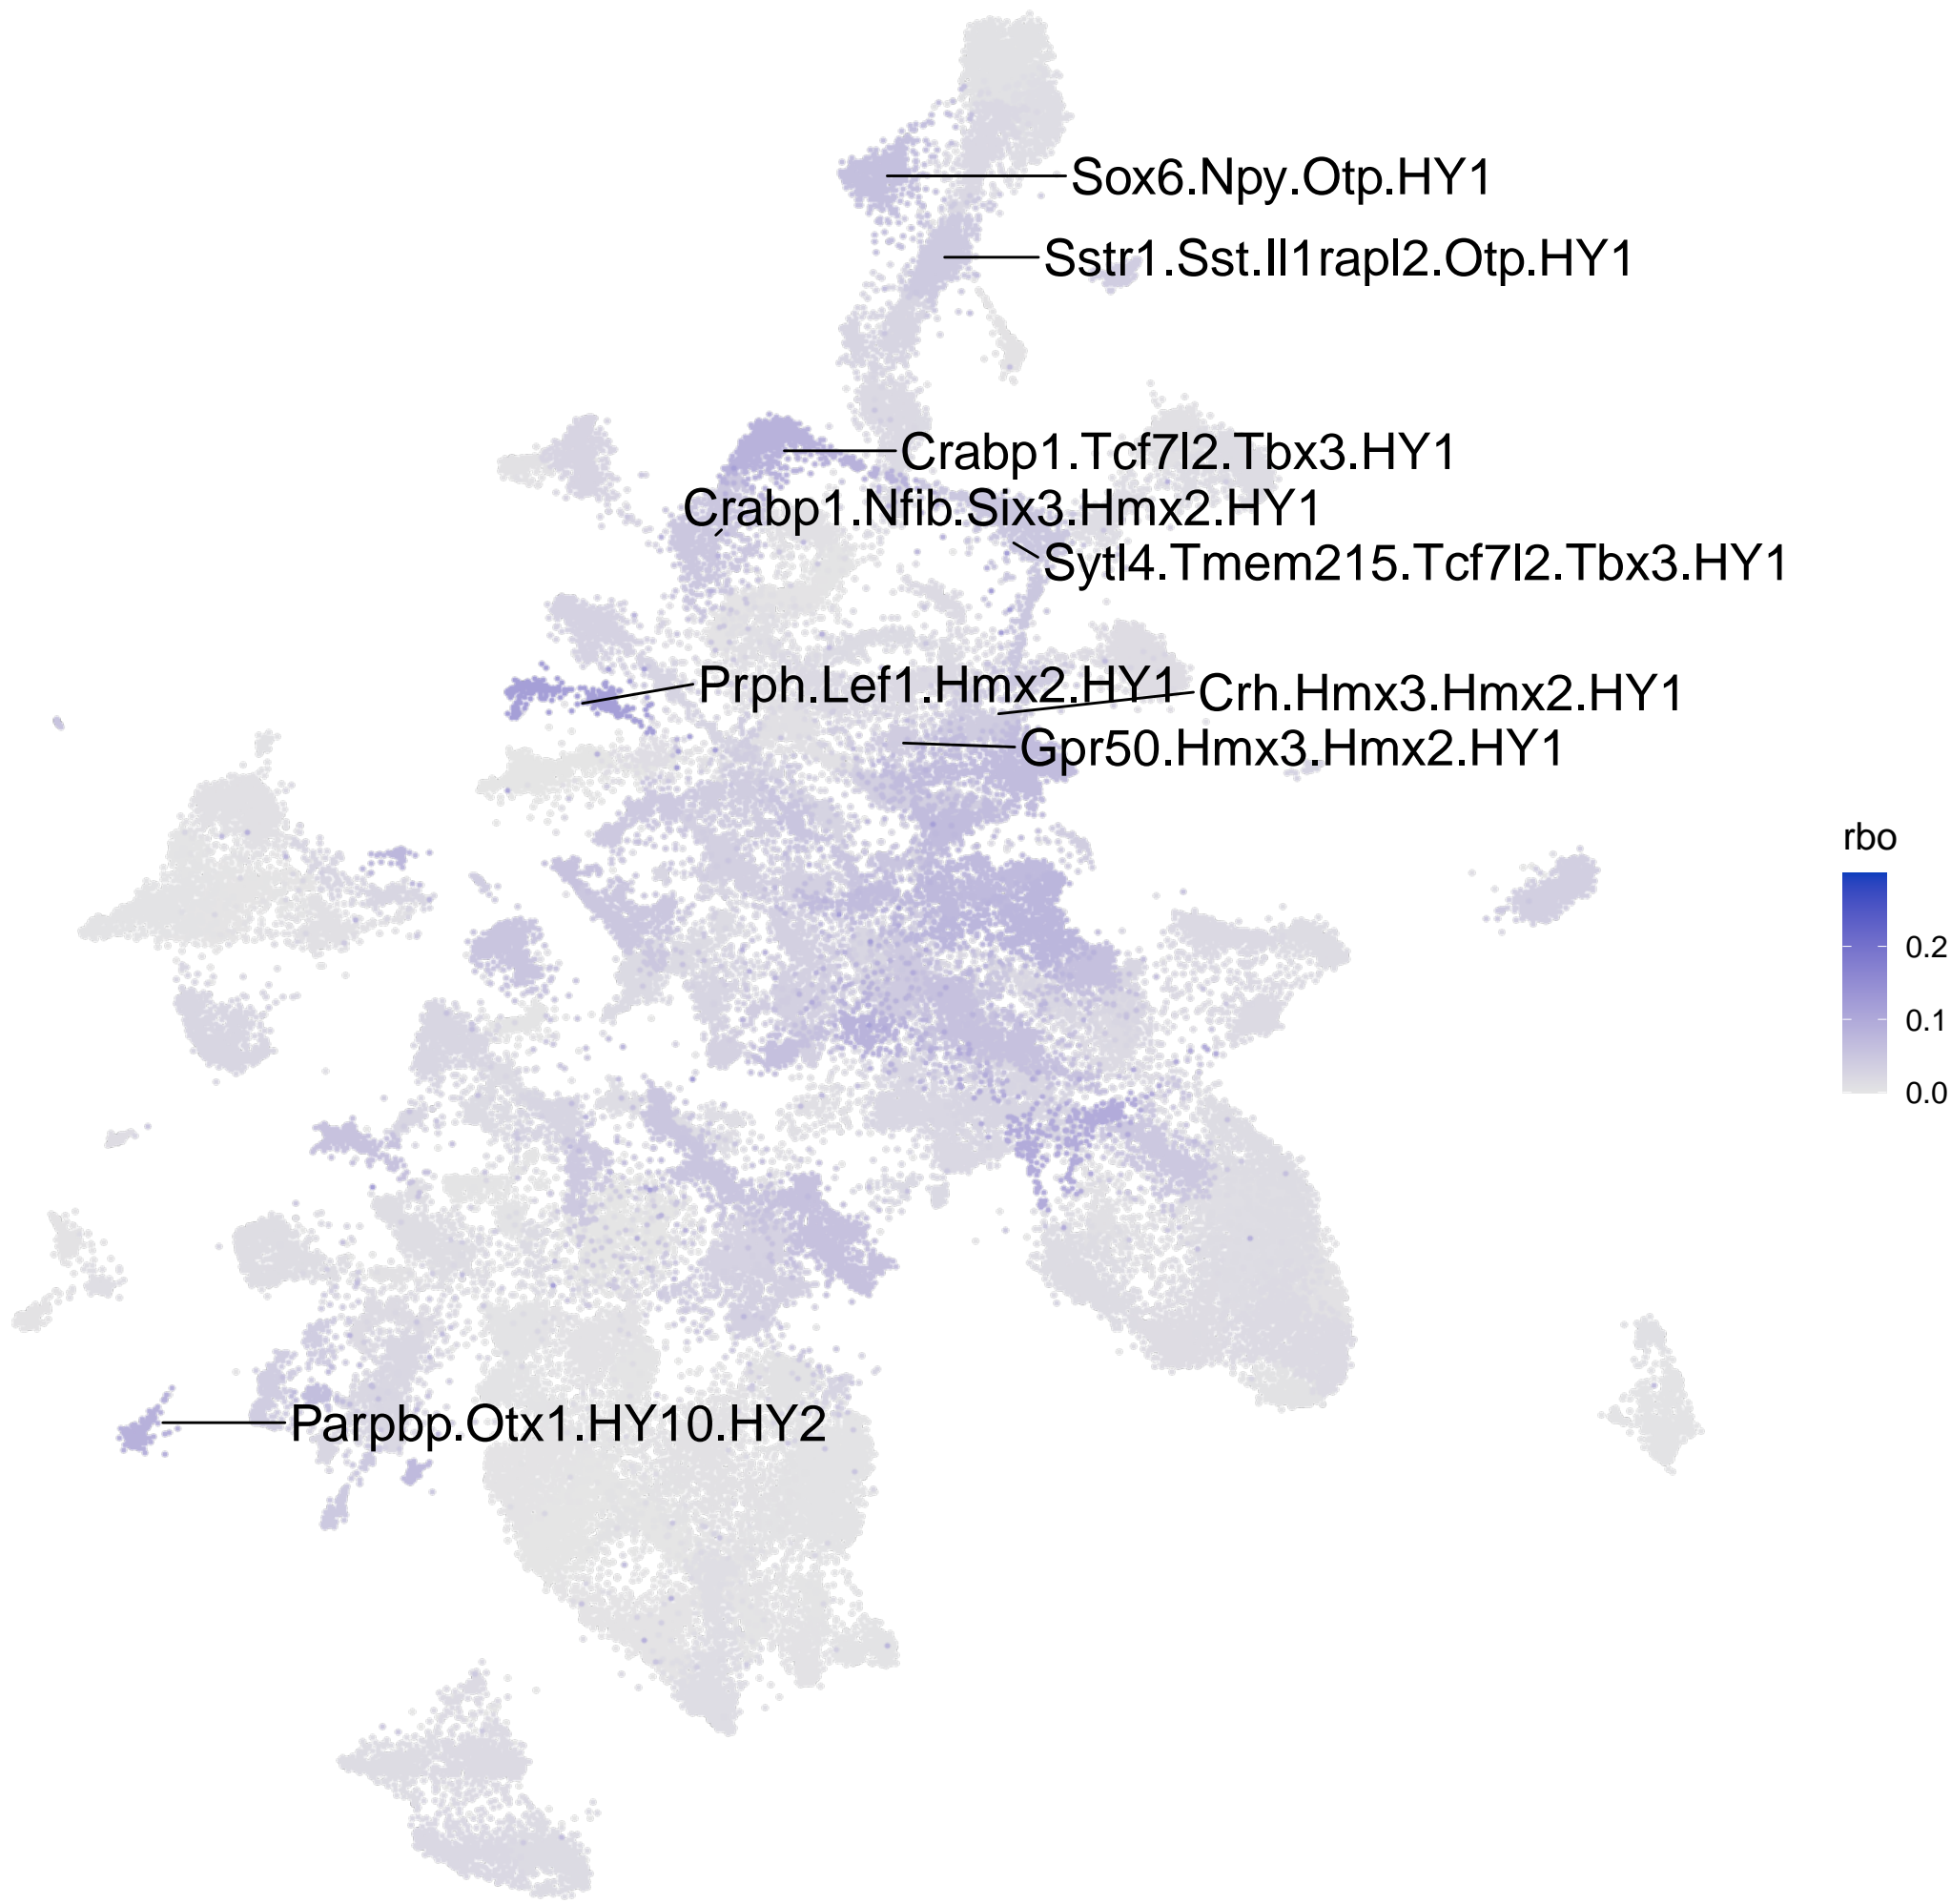 Sox6.Npy.Otp.HY1
Sstr1.Sst.Il1rapl2.Otp.HY1
Crabp1.Tcf7l2.Tbx3.HY1
Crabp1.Nfib.Six3.Hmx2.HY1
Sytl4.Tmem215.Tcf7l2.Tbx3.HY1
Prph.Lef1.Hmx2.HY1
Crh.Hmx3.Hmx2.HY1
Gpr50.Hmx3.Hmx2.HY1
rbo
0.2
0.1
0.0
Parpbp.Otx1.HY10.HY2